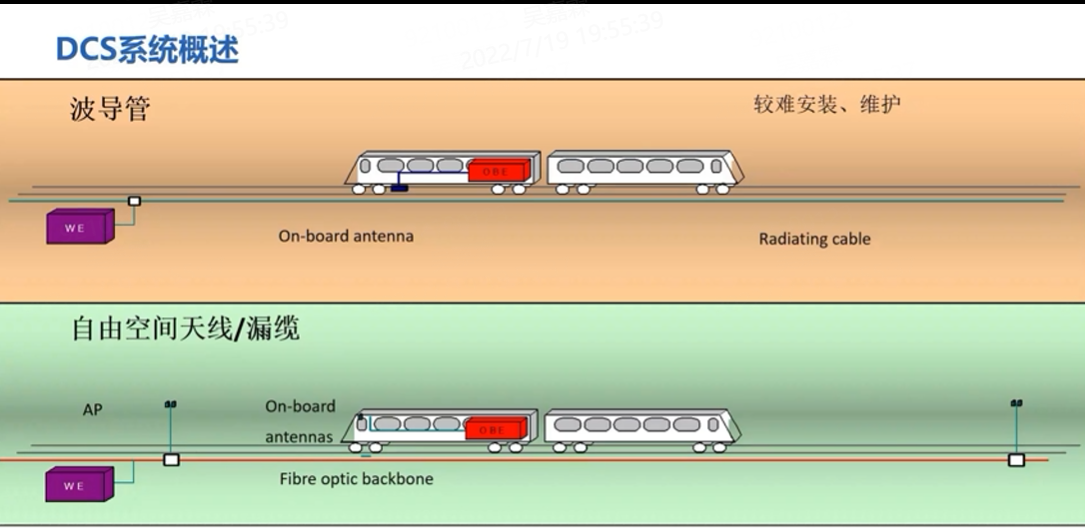 DCS系统概述
2022/7/19 19:55:39
波导管
较难安装、维护
OBE
WE
On-board antenna
Radiating cable
自由空间天线/漏缆
AP
On-board
antennas
OBE
WE
Fibre optic backbone